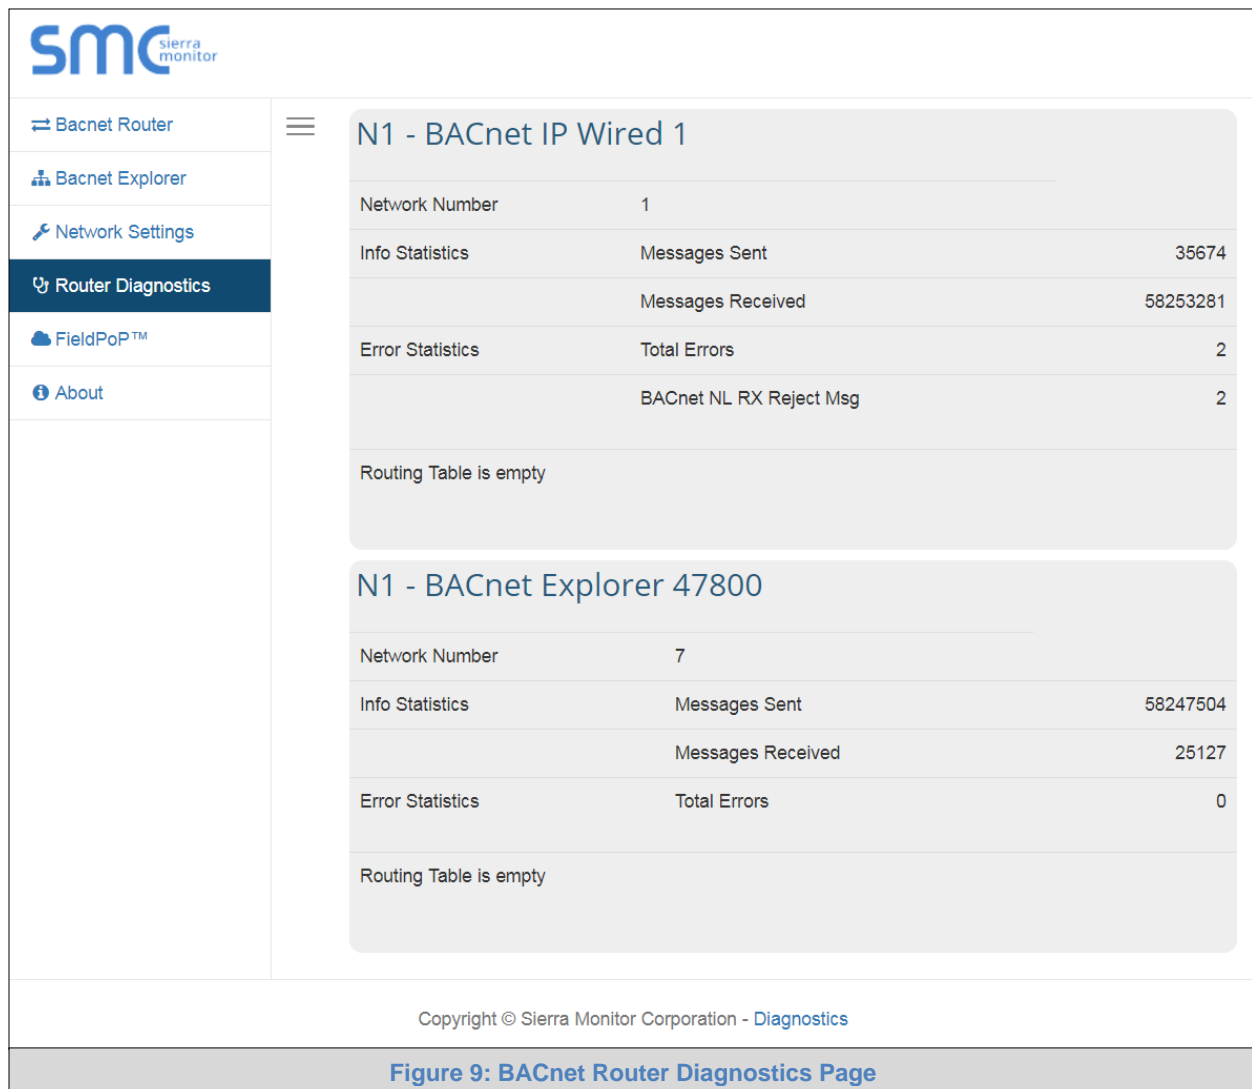 SMC sierra monitor
Bacnet Router
Bacnet Explorer
Network Settings
Router Diagnostics
FieldPoP™
About
N1 - BACnet IP Wired 1
Network Number 1
Info Statistics Messages Sent 35674
Messages Received 58253281
Error Statistics Total Errors 2
BACnet NL RX Reject Msg 2
Routing Table is empty
N1 - BACnet Explorer 47800
Network Number 7
Info Statistics Messages Sent 58247504
Messages Received 25127
Error Statistics Total Errors 0
Routing Table is empty
Copyright © Sierra Monitor Corporation - Diagnostics
Figure 9: BACnet Router Diagnostics Page